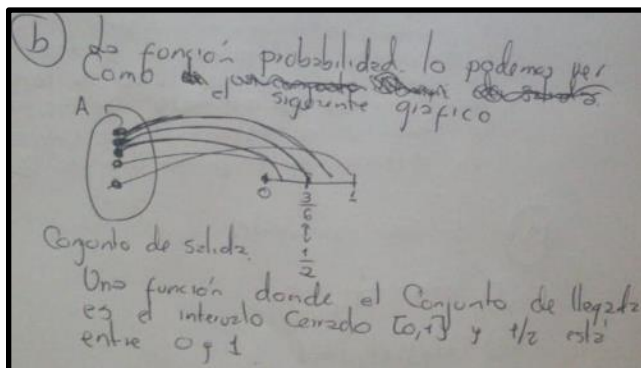 b
La función probabilidad lo podemos ver
Como
el siguiente gráfico
A
0 3/6 1
1/2
Conjunto de salida.
Una función donde el Conjunto de llegada
es el intervalo Cerrado [0,1] y 1/2 está
entre 0 y 1